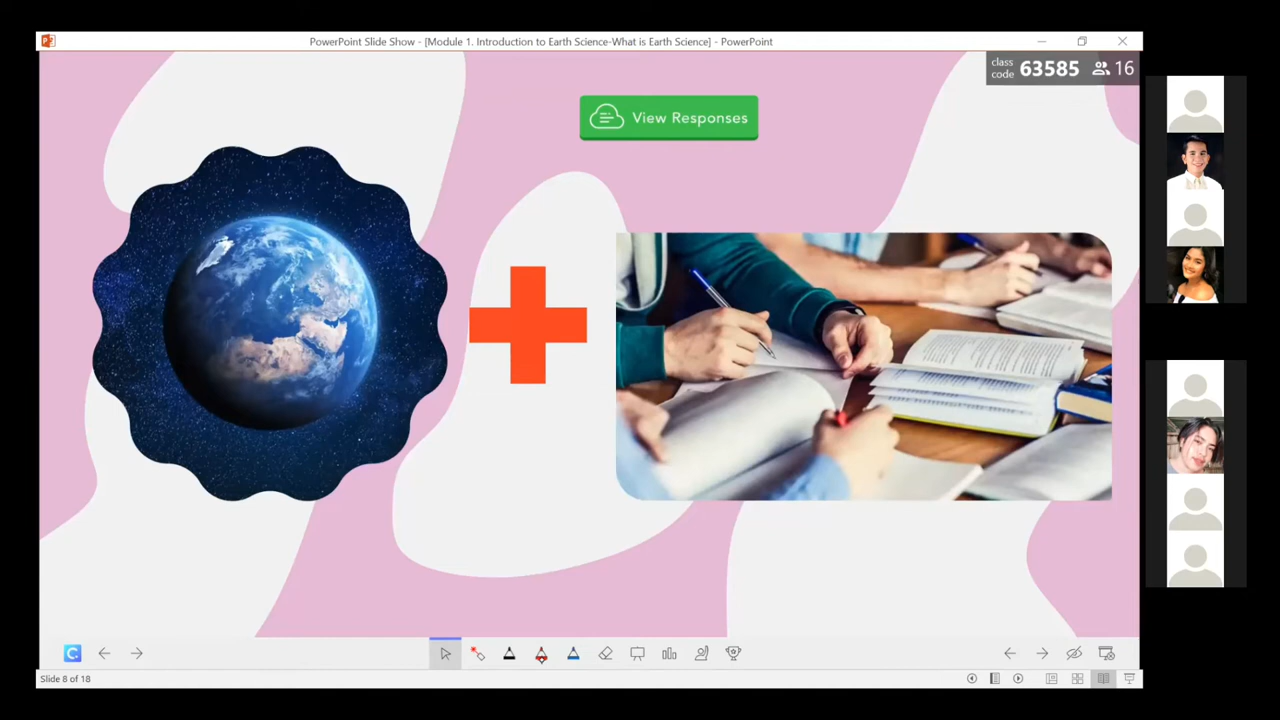 PowerPoint Slide Show - [Module 1. Introduction to Earth Science-What is Earth Science] - PowerPoint
class code 63585 16
View Responses
Slide 8 of 18